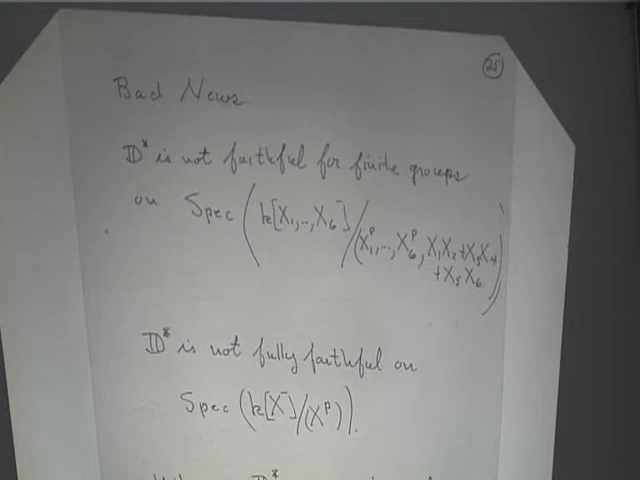 25
Bad News
𝔻* is not faithful for finite groups
on Spec (k[X₁,..,X₆]/(X₁ᵖ,...,X₆ᵖ, X₁X₂+X₃X₄
+X₅X₆))
𝔻* is not fully faithful on
Spec (k[X]/(Xᵖ)).
𝔻*